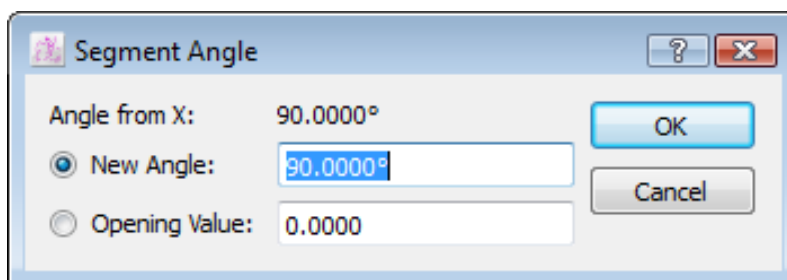 Segment Angle
Angle from X: 90.0000° OK
New Angle: 90.0000°
Cancel
Opening Value: 0.0000